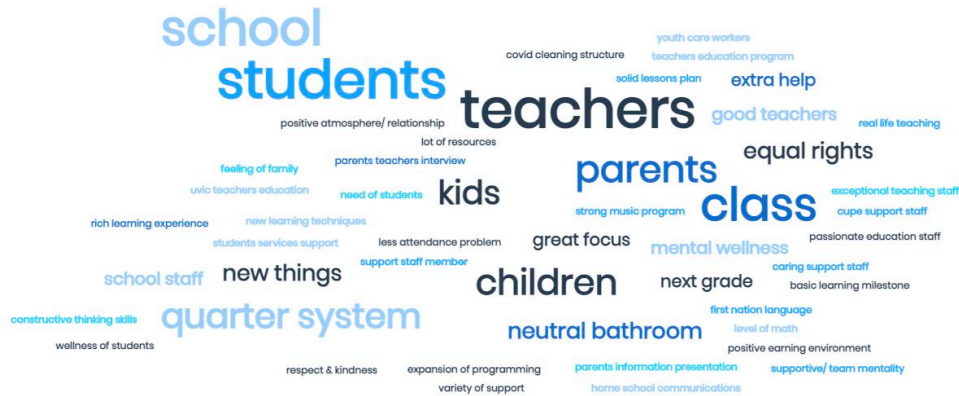 school
youth care workers
covid cleaning structure
teachers education program
students
solid lessons plan
extra help
teachers
good teachers
positive atmosphere/ relationship
real life teaching
lot of resources
equal rights
parents teachers interview
feeling of family
parents
uvic teachers education
need of students
kids
exceptional teaching staff
class
strong music program
cupe support staff
rich learning experience
new learning techniques
students services support
less attendance problem
great focus
mental wellness
passionate education staff
support staff member
school staff
new things
caring support staff
children
next grade
basic learning milestone
first nation language
constructive thinking skills
quarter system
neutral bathroom
level of math
wellness of students
positive earning environment
respect & kindness
expansion of programming
parents information presentation
supportive/ team mentality
variety of support
home school communications